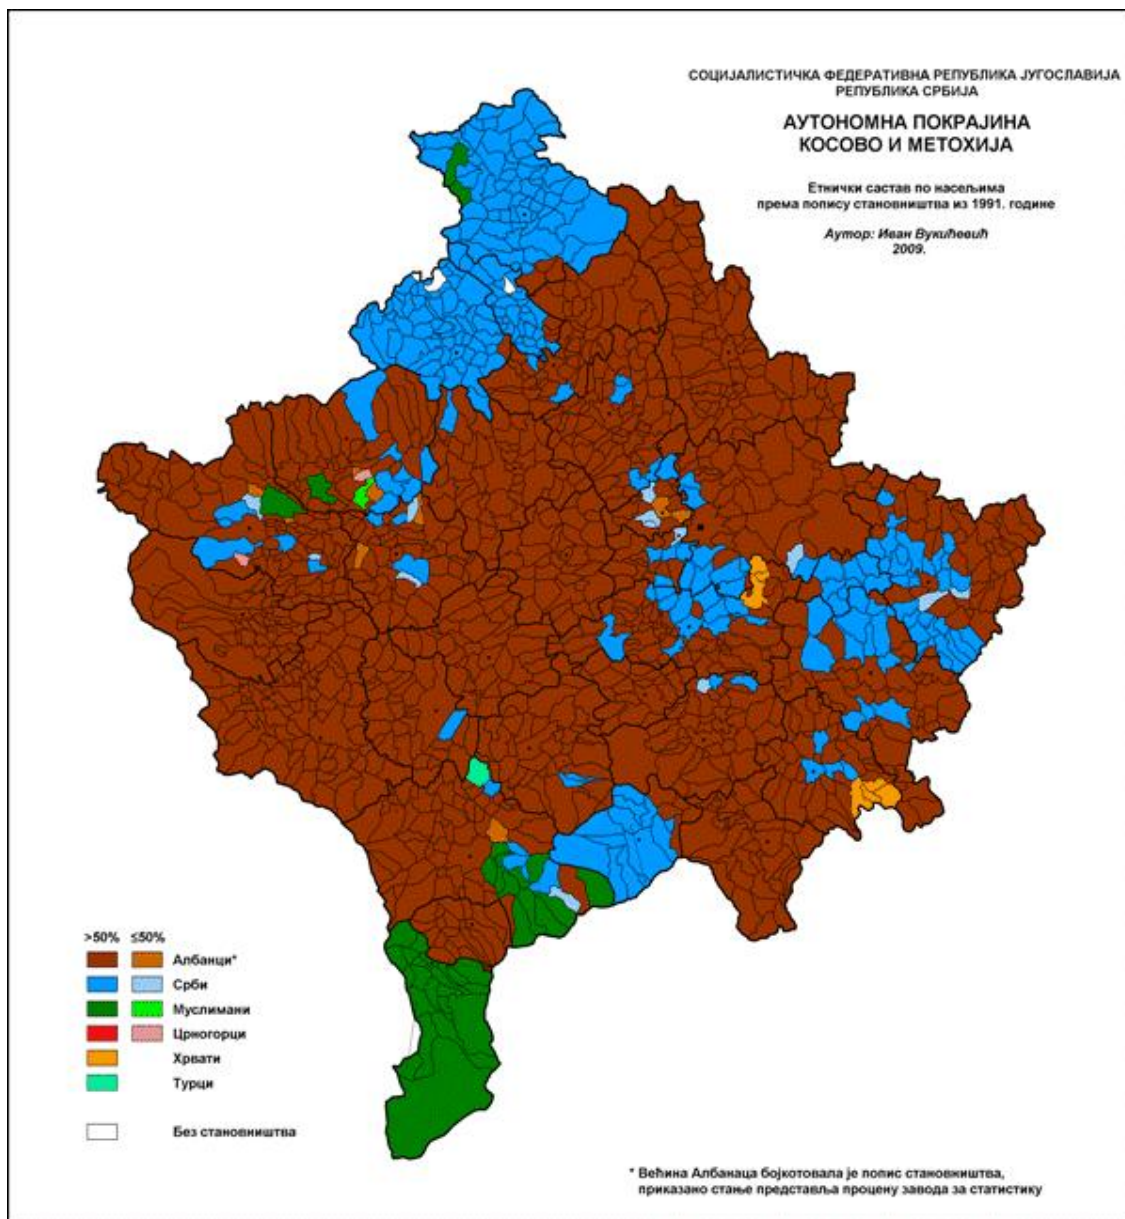 СОЦИЈАЛИСТИЧКА ФЕДЕРАТИВНА РЕПУБЛИКА ЈУГОСЛАВИЈА
РЕПУБЛИКА СРБИЈА
АУТОНОМНА ПОКРАЈИНА
КОСОВО И МЕТОХИЈА
Етнички састав по насељима
према попису становништва из 1991. године
Аутор: Иван Вукићевић
2009.
>50% ≤50%
Албанци*
Срби
Муслимани
Црногорци
Хрвати
Турци
Без становништва
* Већина Албанаца бојкотовала је попис становништва,
приказано стање представља процену завода за статистику